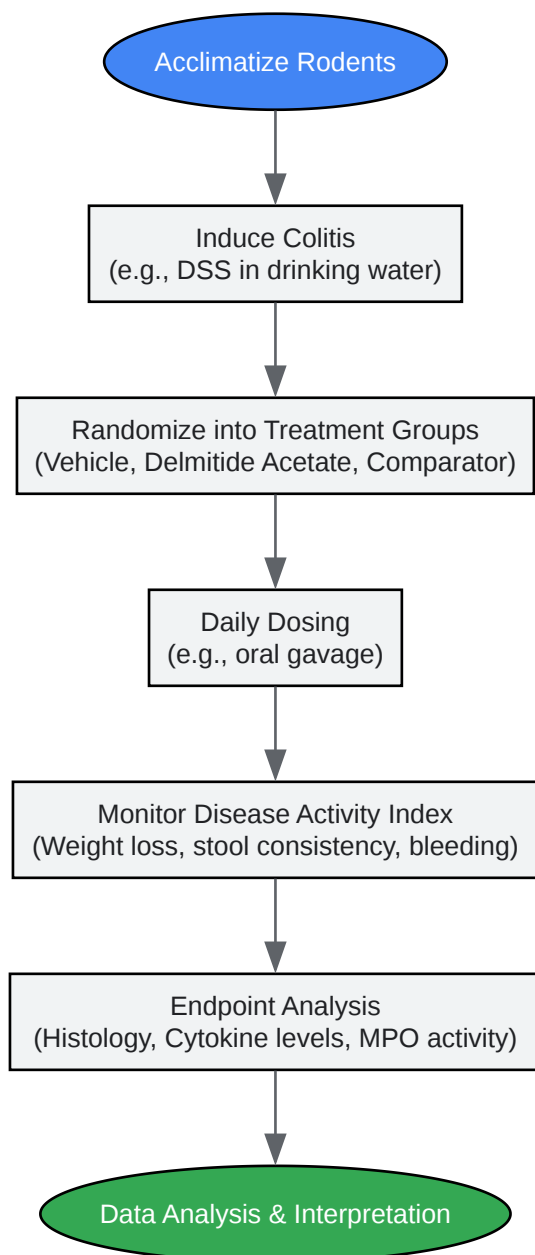 Acclimatize Rodents
Induce Colitis
(e.g., DSS in drinking water)
Randomize into Treatment Groups
(Vehicle, Delmitide Acetate, Comparator)
Daily Dosing
(e.g., oral gavage)
Monitor Disease Activity Index
(Weight loss, stool consistency, bleeding)
Endpoint Analysis
(Histology, Cytokine levels, MPO activity)
Data Analysis & Interpretation